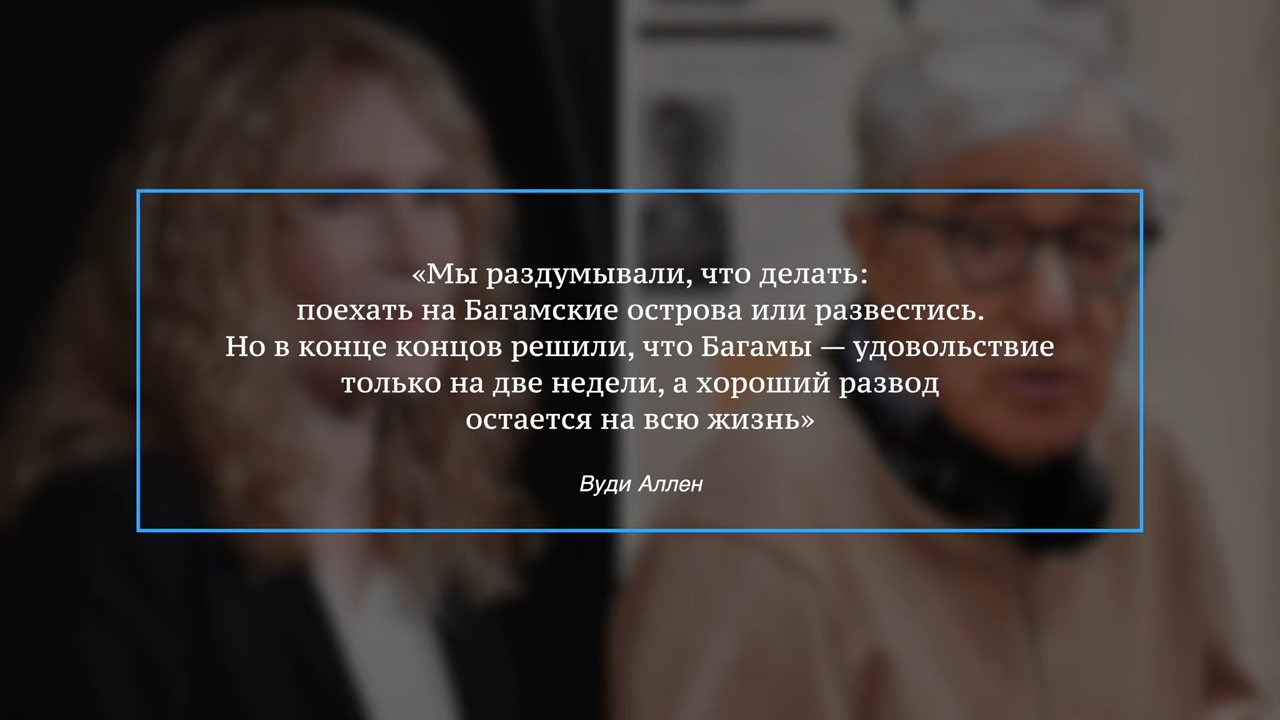 «Мы раздумывали, что делать:
поехать на Багамские острова или развестись.
Но в конце концов решили, что Багамы — удовольствие
только на две недели, а хороший развод
остается на всю жизнь»
Вуди Аллен